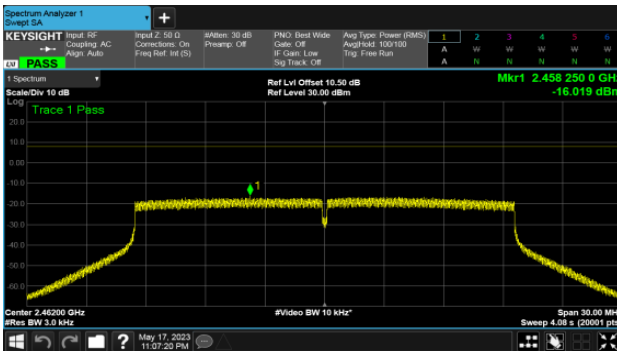 Spectrum Analyzer 1
Swept SA
KEYSIGHT Input: RF Input Z: 50 Ω #Atten: 30 dB PNO: Best Wide Avg Type: Power (RMS) 1 2 3 4 5 6
Coupling: AC Corrections: On Preamp: Off Gate: Off Avg|Hold: 100/100 A W W W W W
Align: Auto Freq Ref: Int (S) IF Gain: Low Trig: Free Run
Sig Track: Off A N N N N N
LXI PASS
1 Spectrum Ref Lvl Offset 10.50 dB Mkr1 2.458 250 0 GHz
Scale/Div 10 dB Ref Level 30.00 dBm -16.019 dBm
Log
Trace 1 Pass
20.0
10.0
0.00
-10.0
1
-20.0
-30.0
-40.0
-50.0
-60.0
Center 2.46200 GHz #Video BW 10 kHz* Span 30.00 MH
#Res BW 3.0 kHz Sweep 4.08 s (20001 pts
? May 17, 2023
11:07:20 PM